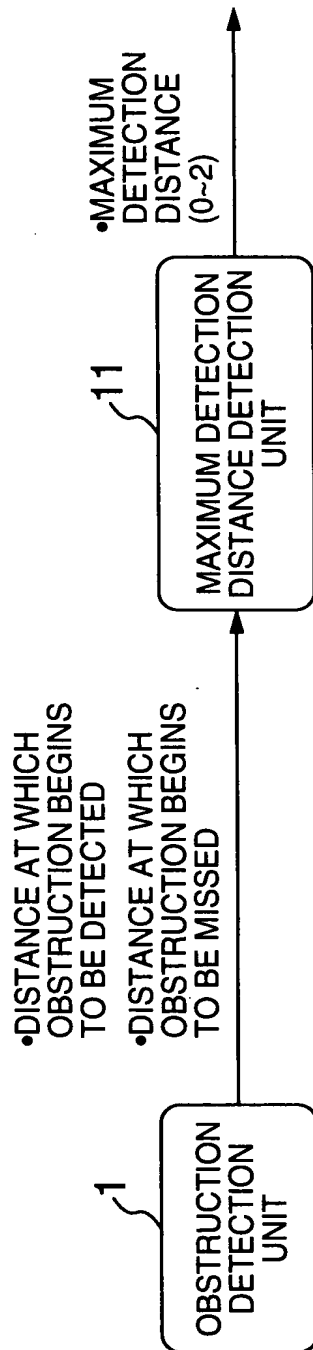 1
OBSTRUCTION
DETECTION
UNIT
•DISTANCE AT WHICH
OBSTRUCTION BEGINS
TO BE DETECTED
•DISTANCE AT WHICH
OBSTRUCTION BEGINS
TO BE MISSED
11
MAXIMUM DETECTION
DISTANCE DETECTION
UNIT
•MAXIMUM
DETECTION
DISTANCE
(0~2)